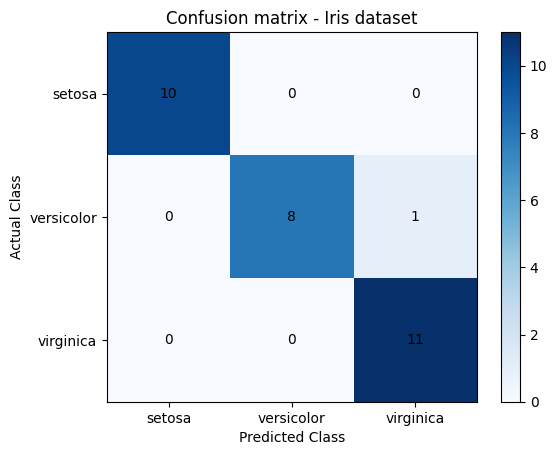 Confusion matrix - Iris dataset
setosa
10
0
0
versicolor
0
8
1
virginica
0
0
11
setosa
versicolor
virginica
Predicted Class
Actual Class
10
8
6
4
2
0